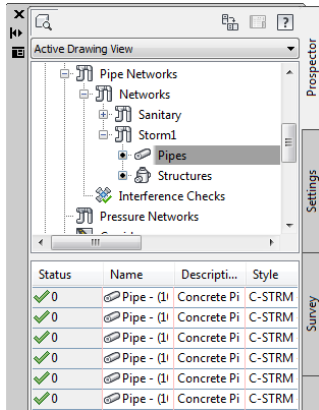 Active Drawing View
Pipe Networks
Networks
Sanitary
Storm1
Pipes
Structures
Interference Checks
Pressure Networks
Status Name Descripti... Style
0 Pipe - (1 Concrete Pi C-STRM
0 Pipe - (1 Concrete Pi C-STRM
0 Pipe - (1 Concrete Pi C-STRM
0 Pipe - (1 Concrete Pi C-STRM
0 Pipe - (1 Concrete Pi C-STRM
0 Pipe - (1 Concrete Pi C-STRM
Prospector
Settings
Survey